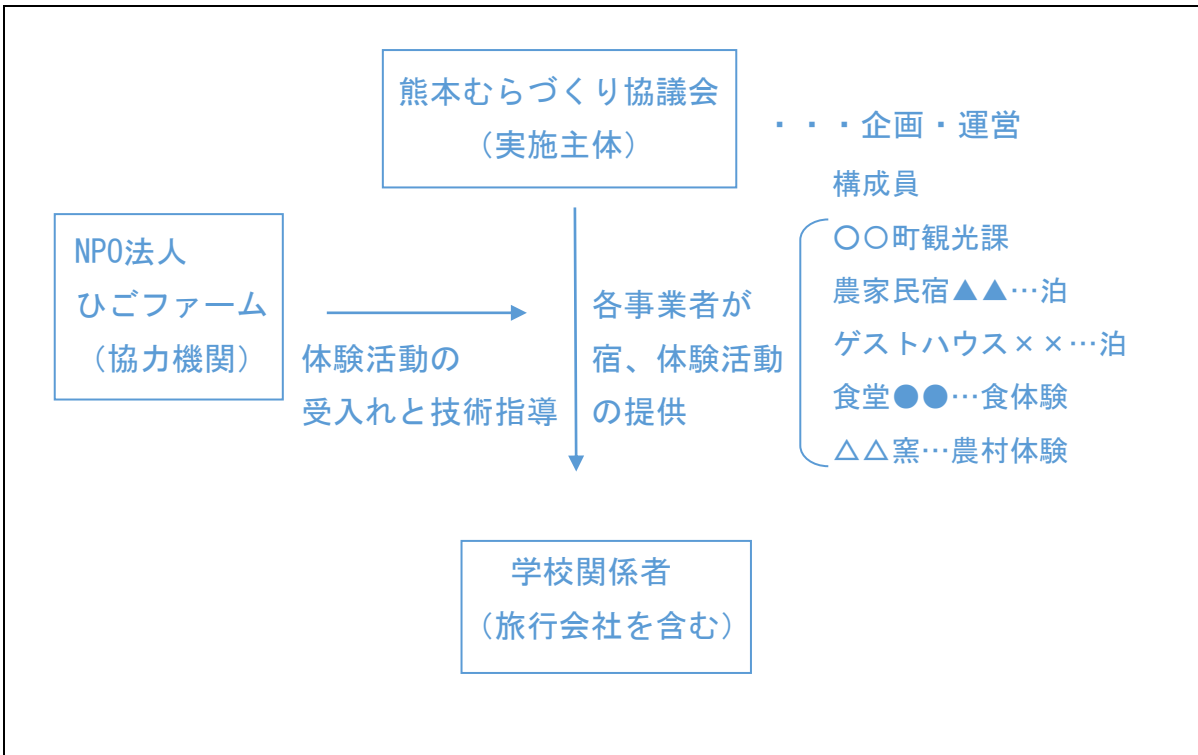 熊本むらづくり協議会
（実施主体）
・・・企画・運営
構成員
〇〇町観光課
農家民宿▲▲…泊
ゲストハウス××…泊
食堂●●…食体験
△△窯…農村体験
NPO法人
ひごファーム
（協力機関）
体験活動の
受入れと技術指導
各事業者が
宿、体験活動
の提供
学校関係者
（旅行会社を含む）